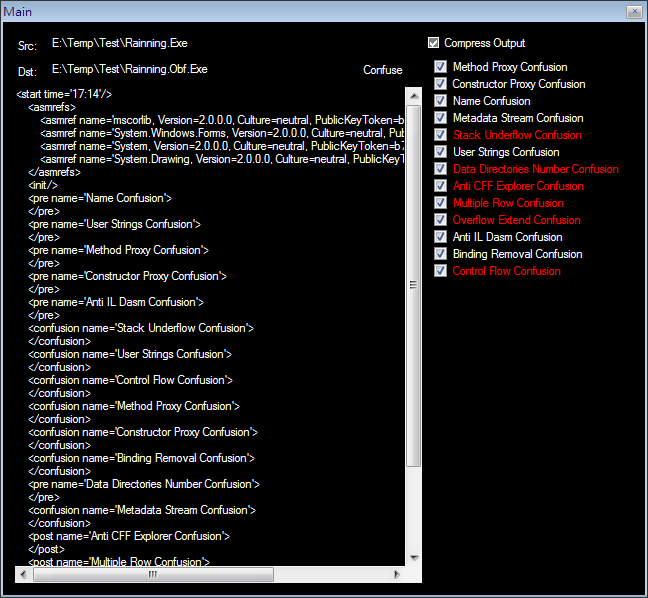 Main
Src: E:\Temp\Test\Rainning.Exe
Dst: E:\Temp\Test\Rainning.Obf.Exe
Confuse
<start time='17:14'/>
<asmrefs>
<asmref name='mscorlib, Version=2.0.0.0, Culture=neutral, PublicKeyToken=b
<asmref name='System.Windows.Forms, Version=2.0.0.0, Culture=neutral, Pub
<asmref name='System, Version=2.0.0.0, Culture=neutral, PublicKeyToken=b7
<asmref name='System.Drawing, Version=2.0.0.0, Culture=neutral, PublicKeyT
</asmrefs>
<init/>
<pre name='Name Confusion'>
</pre>
<pre name='User Strings Confusion'>
</pre>
<pre name='Method Proxy Confusion'>
</pre>
<pre name='Constructor Proxy Confusion'>
</pre>
<pre name='Anti IL Dasm Confusion'>
</pre>
<confusion name='Stack Underflow Confusion'>
</confusion>
<confusion name='User Strings Confusion'>
</confusion>
<confusion name='Control Flow Confusion'>
</confusion>
<confusion name='Method Proxy Confusion'>
</confusion>
<confusion name='Constructor Proxy Confusion'>
</confusion>
<confusion name='Binding Removal Confusion'>
</confusion>
<pre name='Data Directories Number Confusion'>
</pre>
<confusion name='Metadata Stream Confusion'>
</confusion>
<post name='Anti CFF Explorer Confusion'>
</post>
<post name='Multiple Row Confusion'>
Compress Output
Method Proxy Confusion
Constructor Proxy Confusion
Name Confusion
Metadata Stream Confusion
Stack Underflow Confusion
User Strings Confusion
Data Directories Number Confusion
Anti CFF Explorer Confusion
Multiple Row Confusion
Overflow Extend Confusion
Anti IL Dasm Confusion
Binding Removal Confusion
Control Flow Confusion